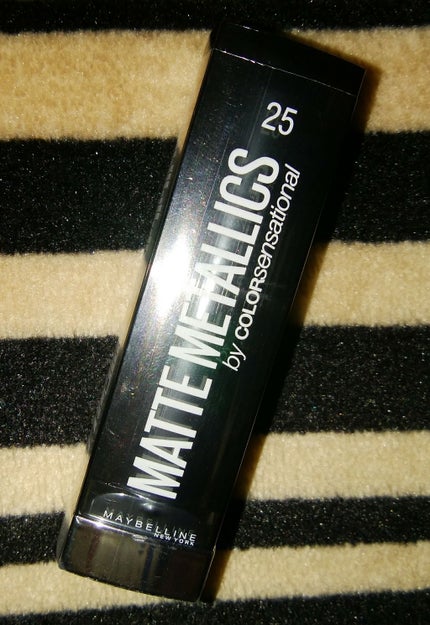 25
MATTE METALLICS
by COLORsensational
MAYBELLINE
NEW YORK